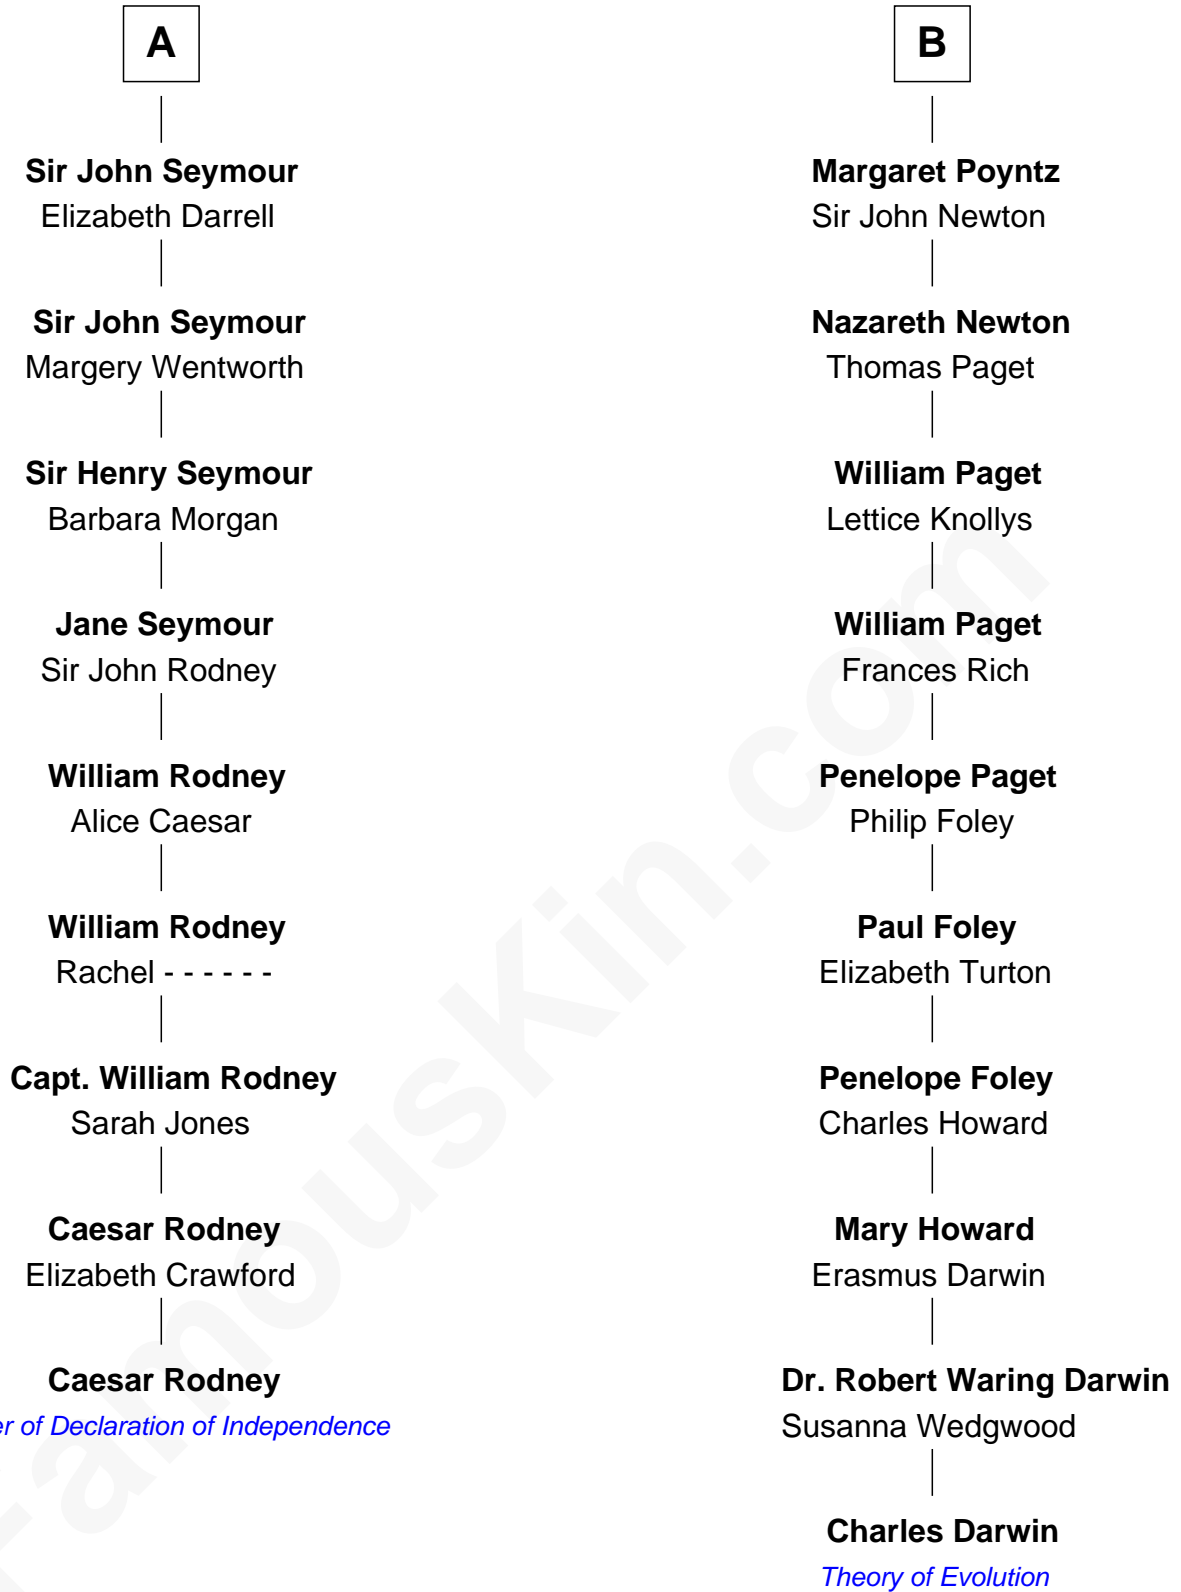 A
Sir John Seymour
Elizabeth Darrell
Sir John Seymour
Margery Wentworth
Sir Henry Seymour
Barbara Morgan
Jane Seymour
Sir John Rodney
William Rodney
Alice Caesar
William Rodney
Rachel - - - - - -
Capt. William Rodney
Sarah Jones
Caesar Rodney
Elizabeth Crawford
Caesar Rodney
of Declaration of Independence
B
Margaret Poyntz
Sir John Newton
Nazareth Newton
Thomas Paget
William Paget
Lettice Knollys
William Paget
Frances Rich
Penelope Paget
Philip Foley
Paul Foley
Elizabeth Turton
Penelope Foley
Charles Howard
Mary Howard
Erasmus Darwin
Dr. Robert Waring Darwin
Susanna Wedgwood
Charles Darwin
Theory of Evolution
FamousKin.com